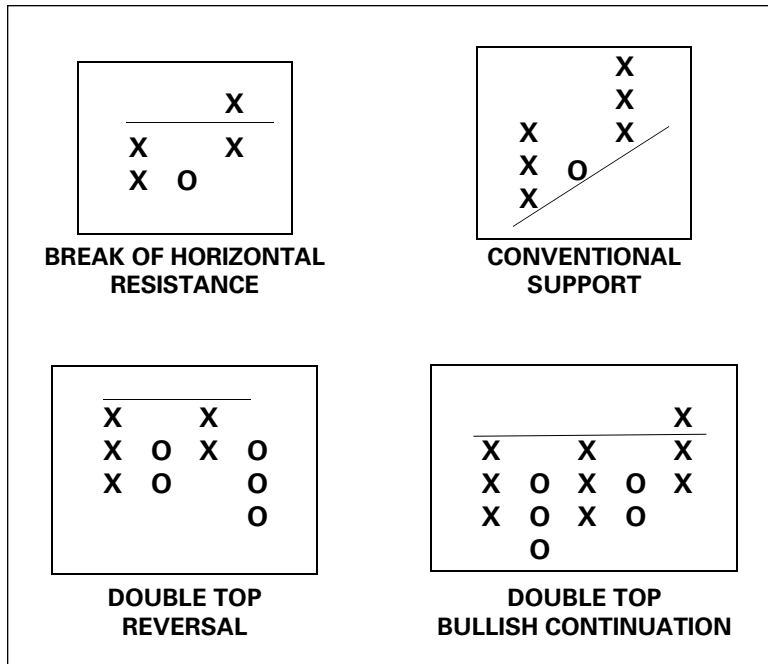 X
X X
X O
BREAK OF HORIZONTAL
RESISTANCE
X
X
X X
X O
X
CONVENTIONAL
SUPPORT
X X
X O X O
X O O
O
DOUBLE TOP
REVERSAL
X
X X X
X O X O X
X O X O
O
DOUBLE TOP
BULLISH CONTINUATION